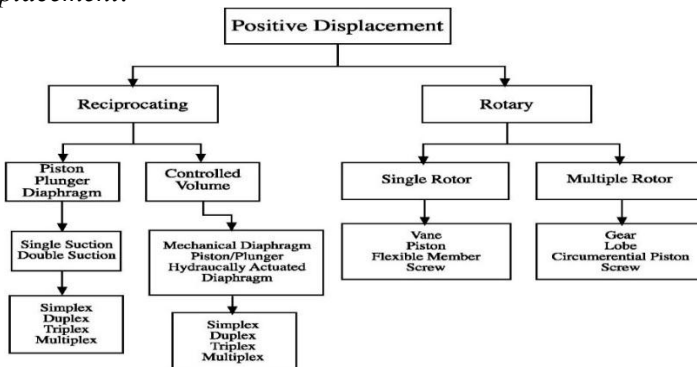 placement.
Positive Displacement
Reciprocating
Rotary
Piston
Plunger
Diaphragm
Controlled
Volume
Single Rotor
Multiple Rotor
Single Suction
Double Suction
Mechanical Diaphragm
Piston/Plunger
Hydraucally Actuated
Diaphragm
Vane
Piston
Flexible Member
Screw
Gear
Lobe
Circumerential Piston
Screw
Simplex
Duplex
Triplex
Multiplex
Simplex
Duplex
Triplex
Multiplex